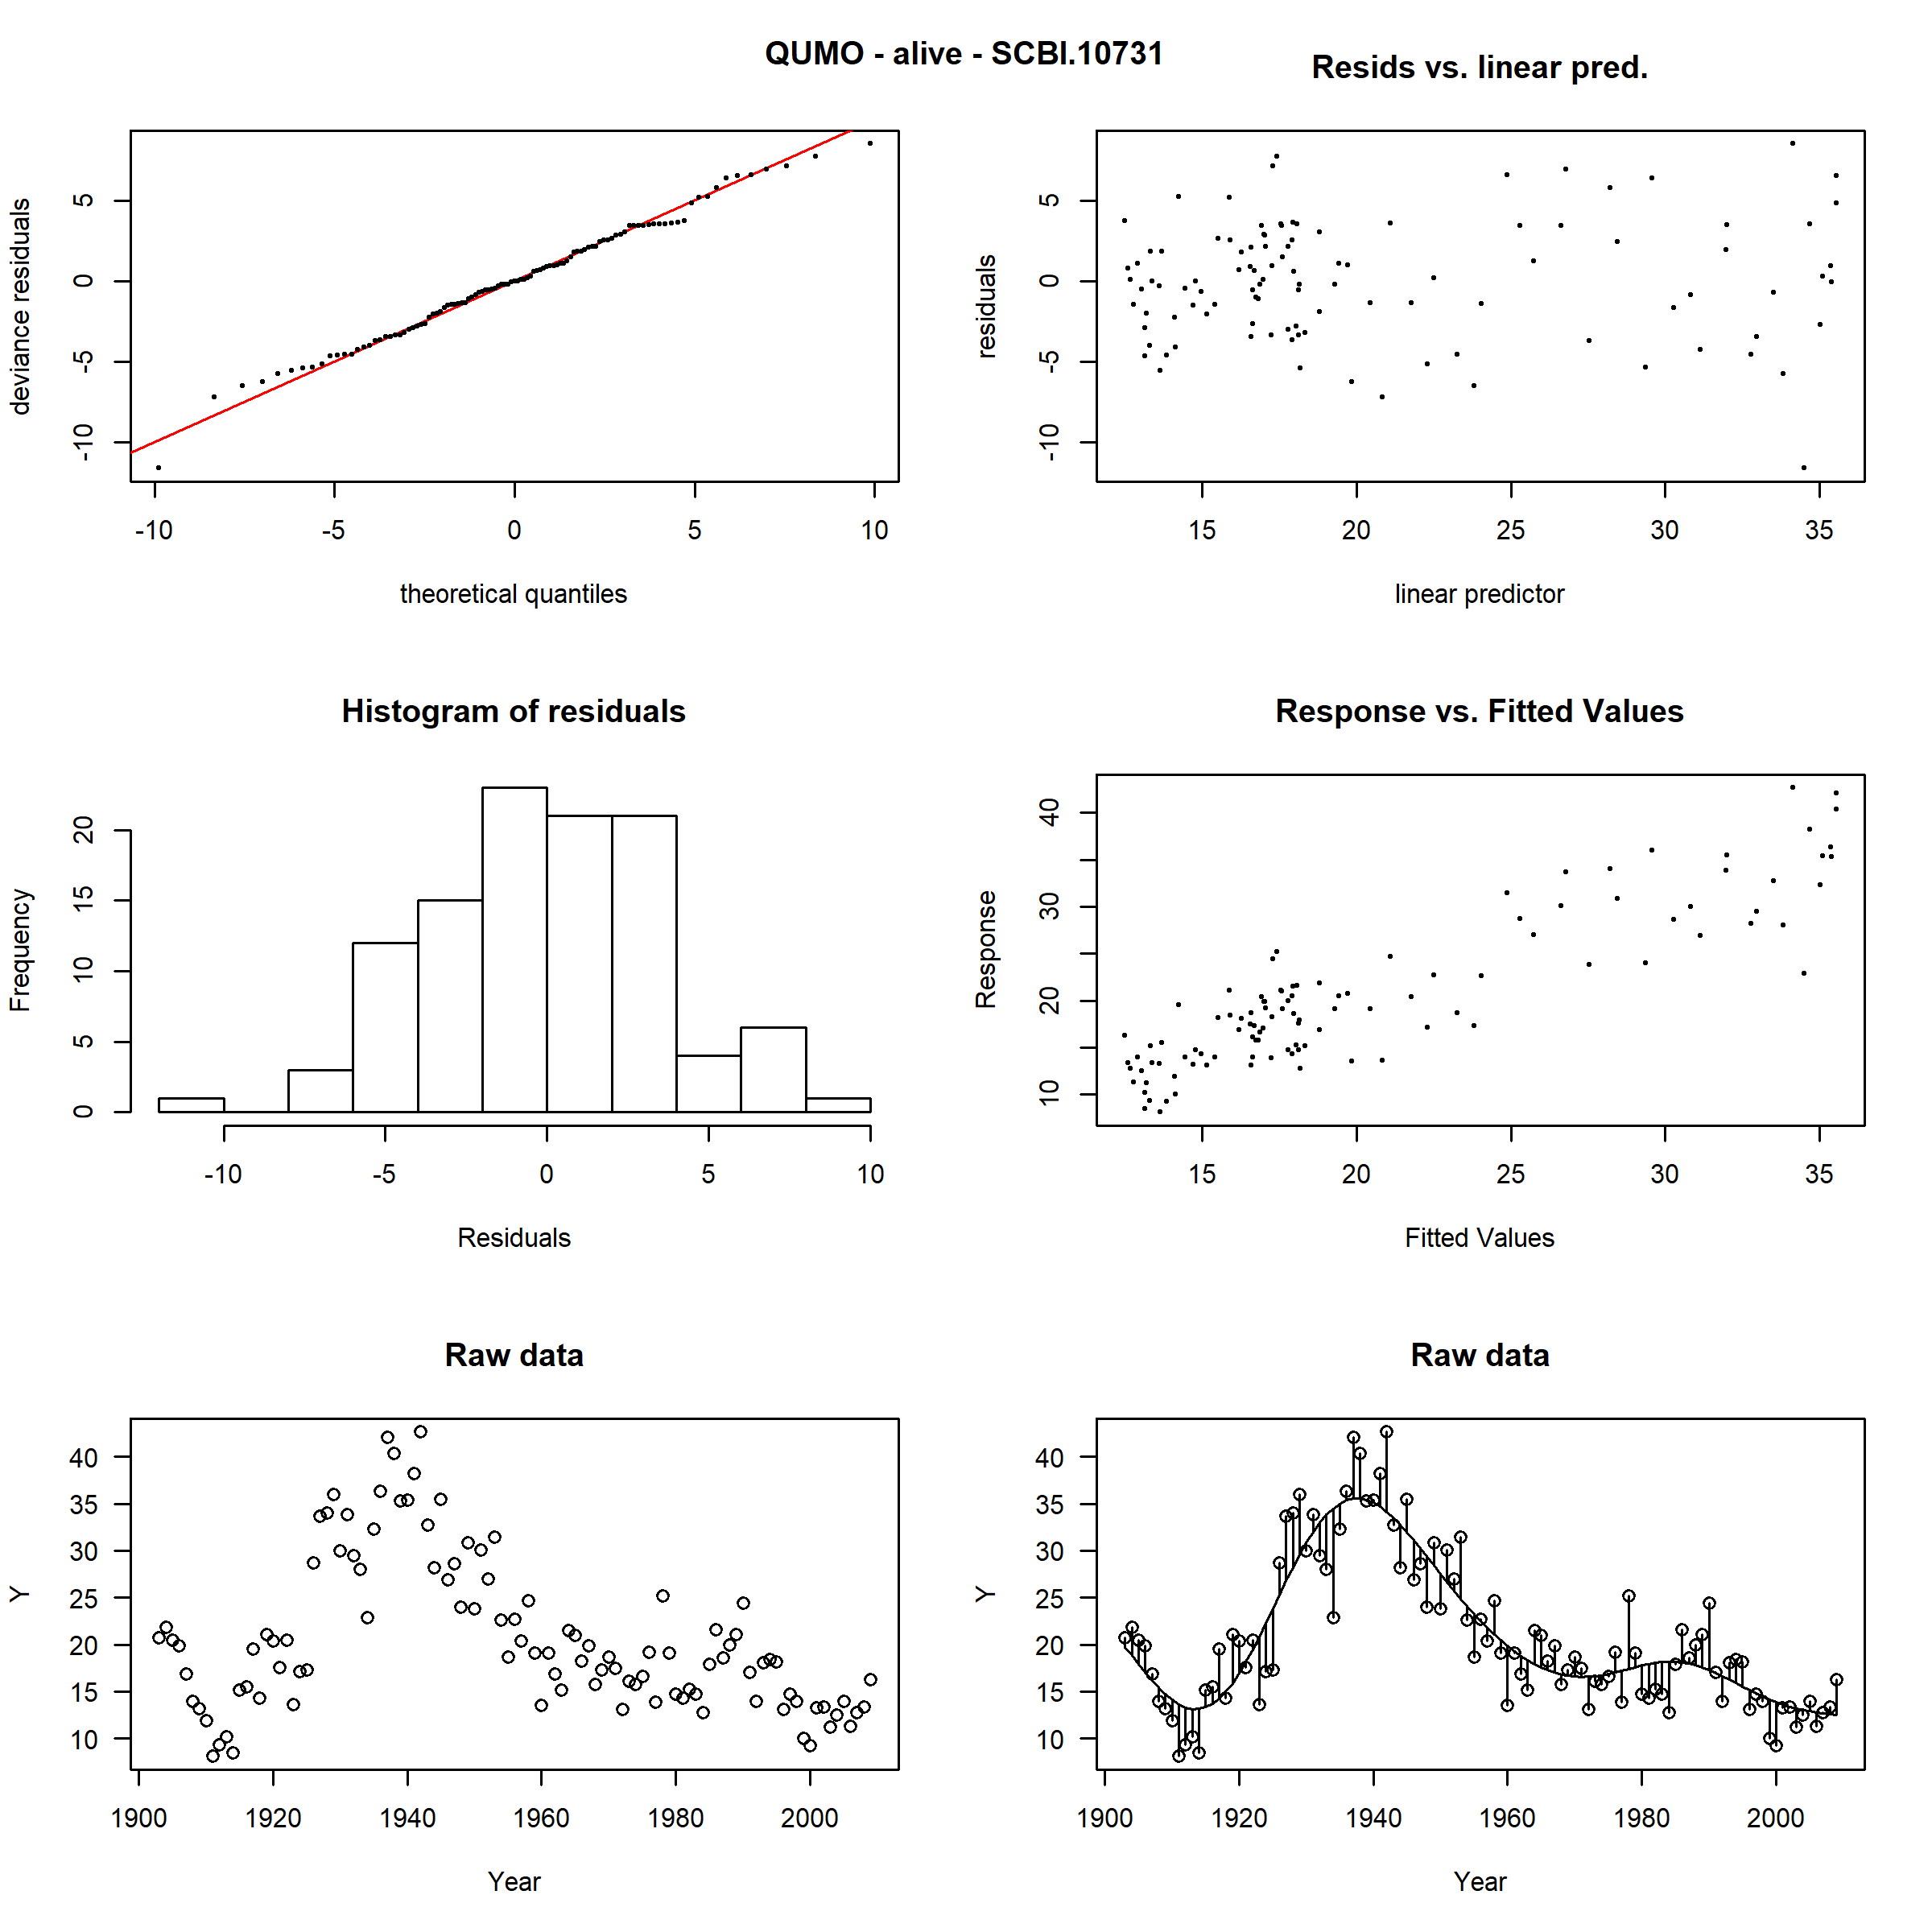 QUMO - alive - SCBI.10731
Resids vs. linear pred.
deviance residuals
5
0
-5
-10
-10 -5 0 5 10
theoretical quantiles
residuals
5
0
-5
-10
15 20 25 30 35
linear predictor
Histogram of residuals
Frequency
20
15
10
5
0
-10 -5 0 5 10
Residuals
Response vs. Fitted Values
Response
40
30
20
10
15 20 25 30 35
Fitted Values
Raw data
Y
40
35
30
25
20
15
10
1900 1920 1940 1960 1980 2000
Year
Raw data
Y
40
35
30
25
20
15
10
1900 1920 1940 1960 1980 2000
Year